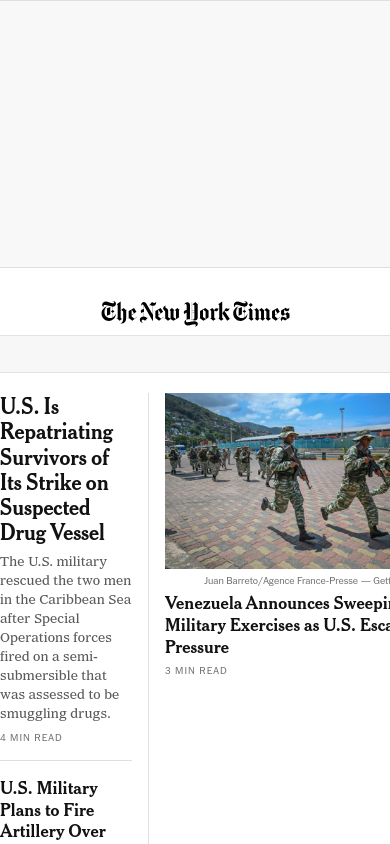 The New York Times
U.S. Is
Repatriating
Survivors of
Its Strike on
Suspected
Drug Vessel
The U.S. military
rescued the two men
in the Caribbean Sea
after Special
Operations forces
fired on a semi-
submersible that
was assessed to be
smuggling drugs.
4 MIN READ
U.S. Military
Plans to Fire
Artillery Over
Juan Barreto/Agence France-Presse — Gett
Venezuela Announces Sweepin
Military Exercises as U.S. Esca
Pressure
3 MIN READ